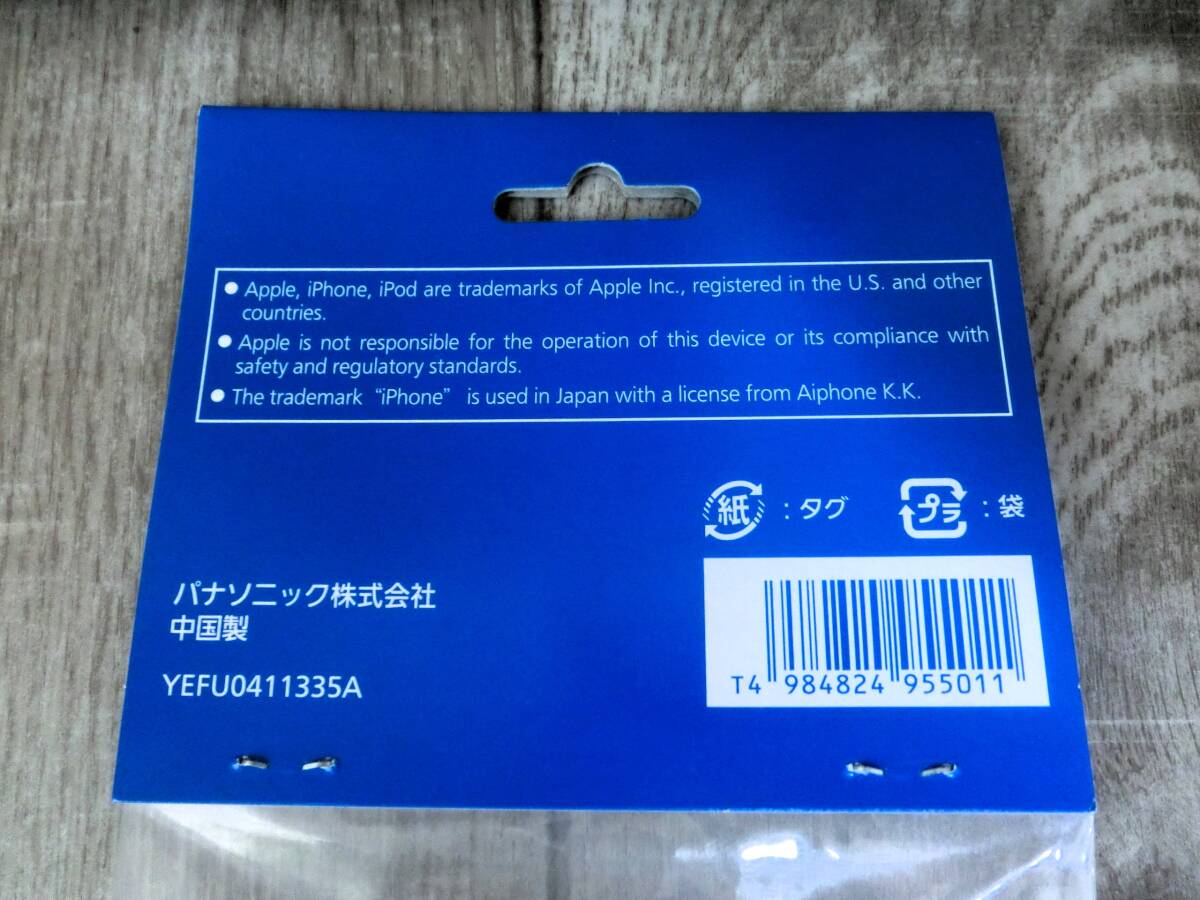 ● Apple, iPhone, iPod are trademarks of Apple Inc., registered in the U.S. and other
countries.
● Apple is not responsible for the operation of this device or its compliance with
safety and regulatory standards.
● The trademark “iPhone” is used in Japan with a license from Aiphone K.K.
紙 : タグ プラ : 袋
パナソニック株式会社
中国製
YEFU0411335A
T4 984824 955011